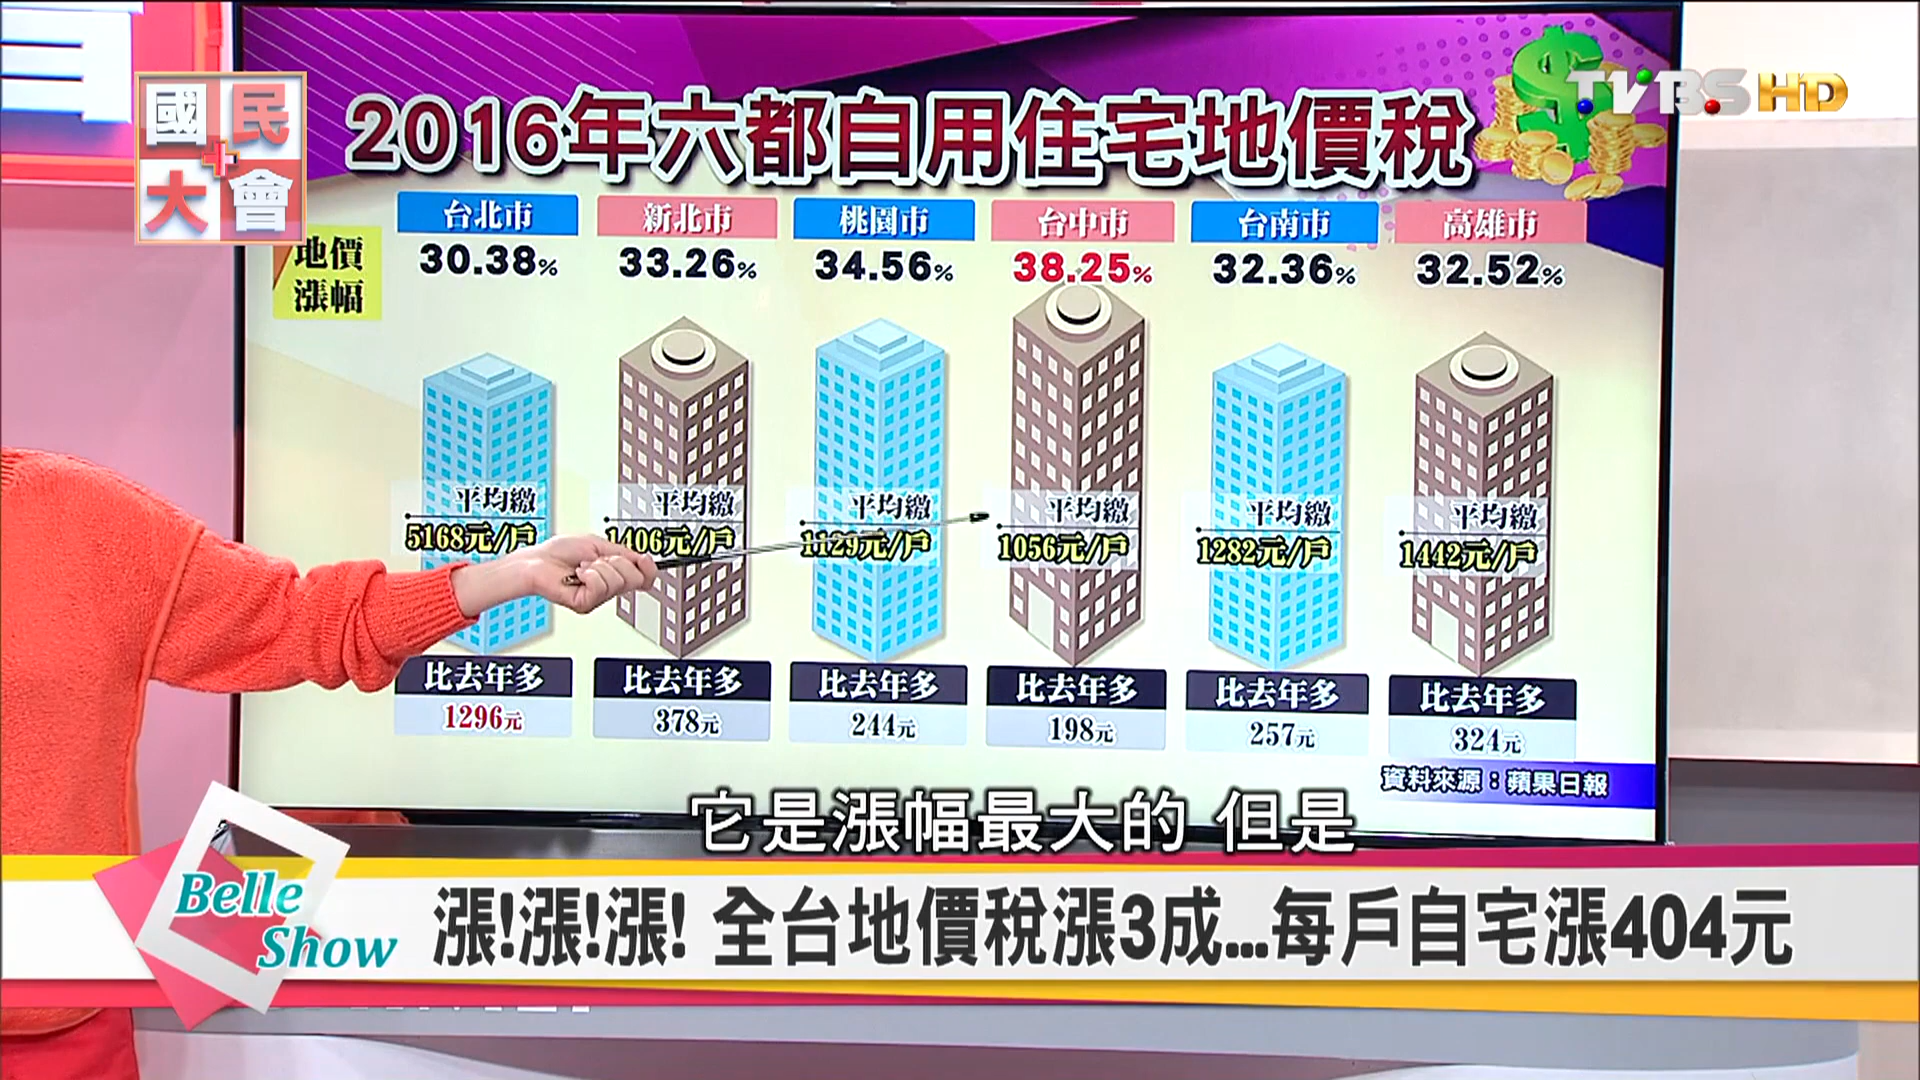 國民
大會
TVBS HD
2016年六都自用住宅地價稅
台北市 新北市 桃園市 台中市 台南市 高雄市
地價
漲幅
30.38% 33.26% 34.56% 38.25% 32.36% 32.52%
平均繳 平均繳 平均繳 平均繳 平均繳 平均繳
5168元/戶 1406元/戶 1129元/戶 1056元/戶 1282元/戶 1442元/戶
比去年多 比去年多 比去年多 比去年多 比去年多 比去年多
1296元 378元 244元 198元 257元 324元
資料來源：蘋果日報
它是漲幅最大的 但是
Belle
Show
漲!漲!漲! 全台地價稅漲3成...每戶自宅漲404元